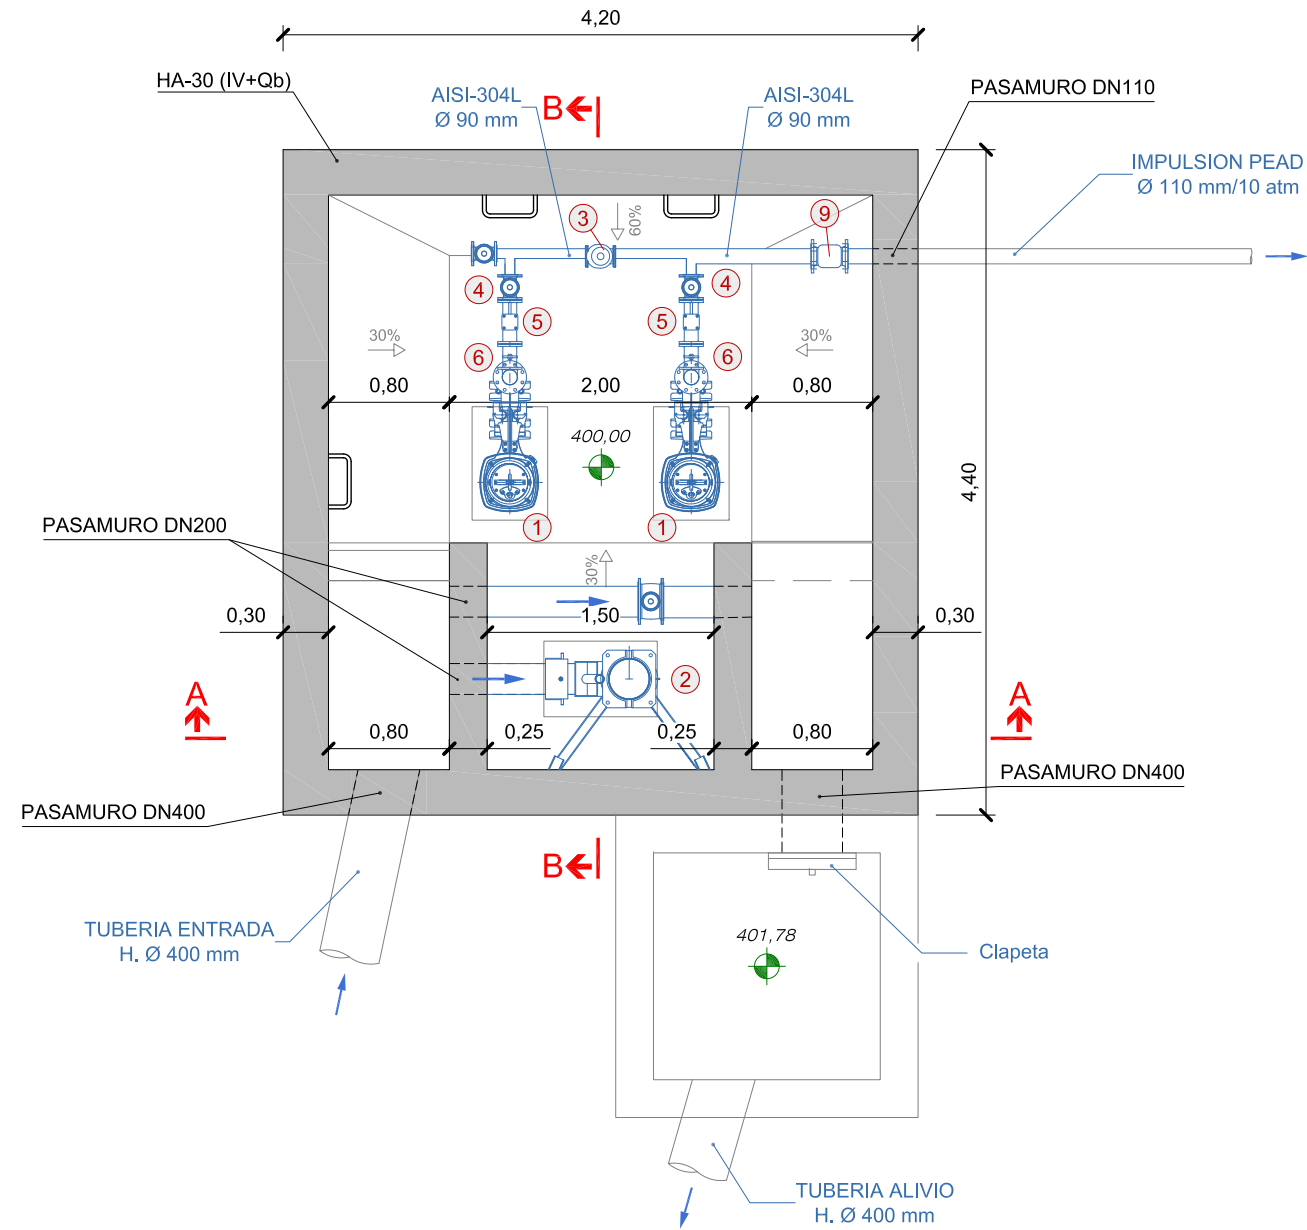 4,20
HA-30 (IV+Qb)
AISI-304L
Ø 90 mm
B
AISI-304L
Ø 90 mm
PASAMURO DN110
IMPULSION PEAD
Ø 110 mm/10 atm
3
60%
9
4
4
5
5
30%
30%
6
6
0,80
2,00
0,80
400,00
4,40
1
1
PASAMURO DN200
30%
0,30
1,50
0,30
2
A
A
0,80
0,25
0,25
0,80
PASAMURO DN400
PASAMURO DN400
B
TUBERIA ENTRADA
H. Ø 400 mm
401,78
Clapeta
TUBERIA ALIVIO
H. Ø 400 mm